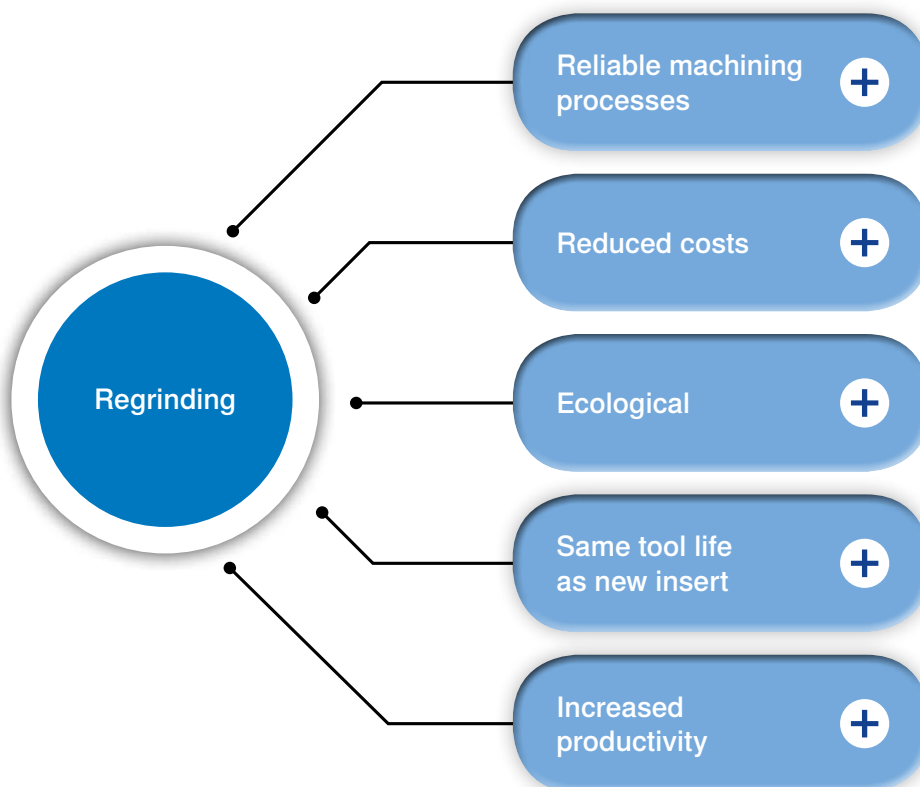 Reliable machining
processes
Reduced costs
Regrinding
Ecological
Same tool life
as new insert
Increased
productivity